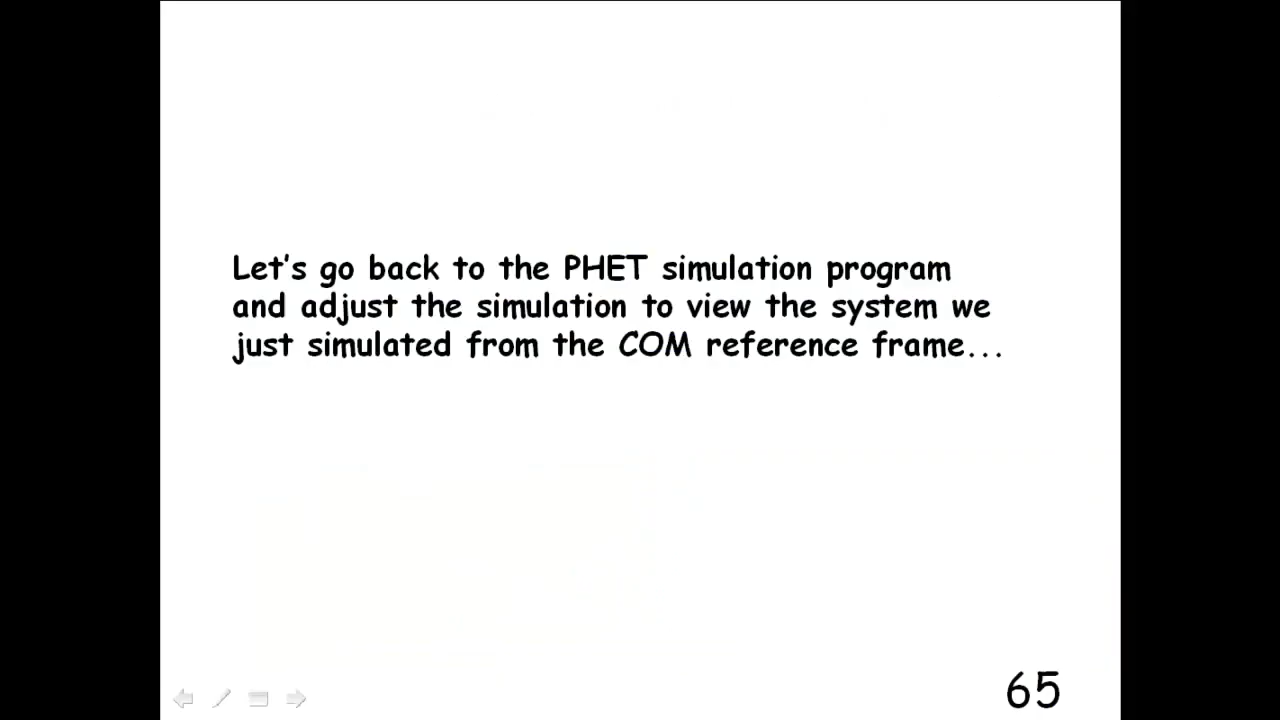 Let's go back to the PHET simulation program
and adjust the simulation to view the system we
just simulated from the COM reference frame...
65